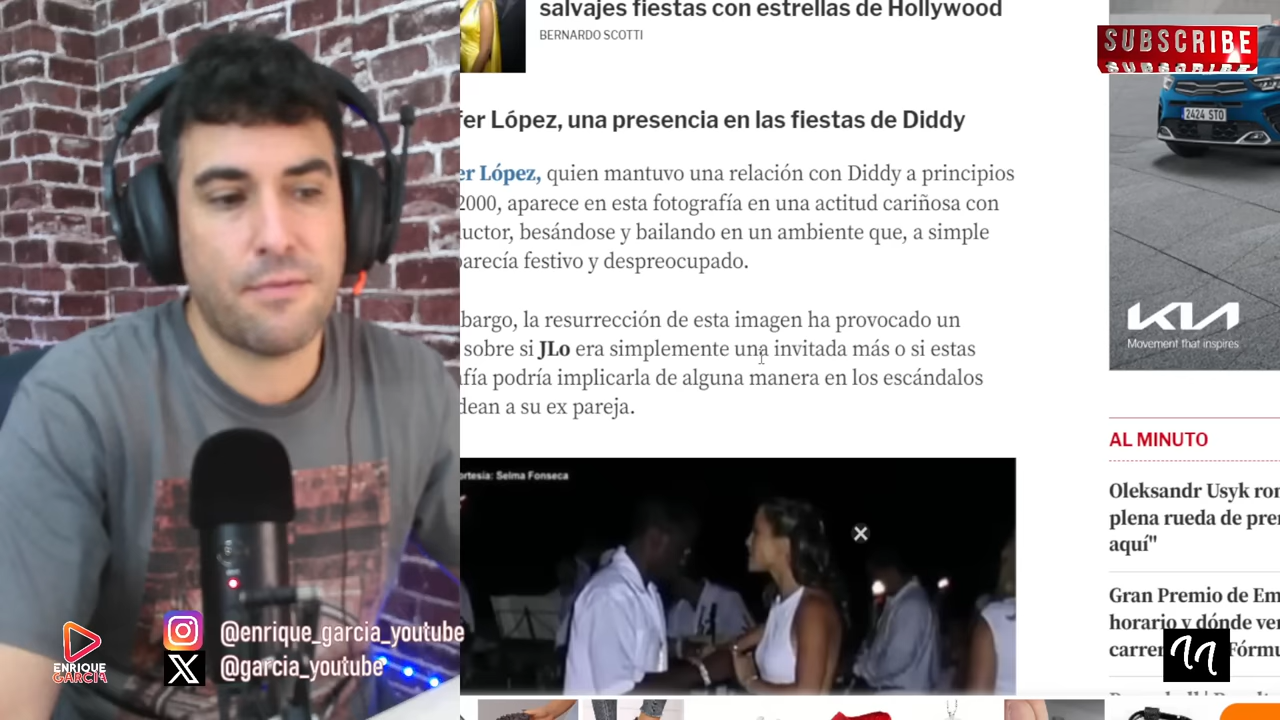 salvajes fiestas con estrellas de Hollywood
BERNARDO SCOTTI
fer López, una presencia en las fiestas de Diddy
er López, quien mantuvo una relación con Diddy a principios
2000, aparece en esta fotografía en una actitud cariñosa con
uctor, besándose y bailando en un ambiente que, a simple
arecía festivo y despreocupado.
bargo, la resurrección de esta imagen ha provocado un
sobre si JLo era simplemente una invitada más o si estas
afía podría implicarla de alguna manera en los escándalos
dean a su ex pareja.
ortesia: Selma Fonseca
SUBSCRIBE
2424 STO
KIA
Movement that inspires
AL MINUTO
Oleksandr Usyk ron
plena rueda de pren
aquí"
Gran Premio de Em
horario y dónde ver
carrer Fórmu
ENRIQUE
GARCIA
@enrique_garcia_youtube
@garcia_youtube